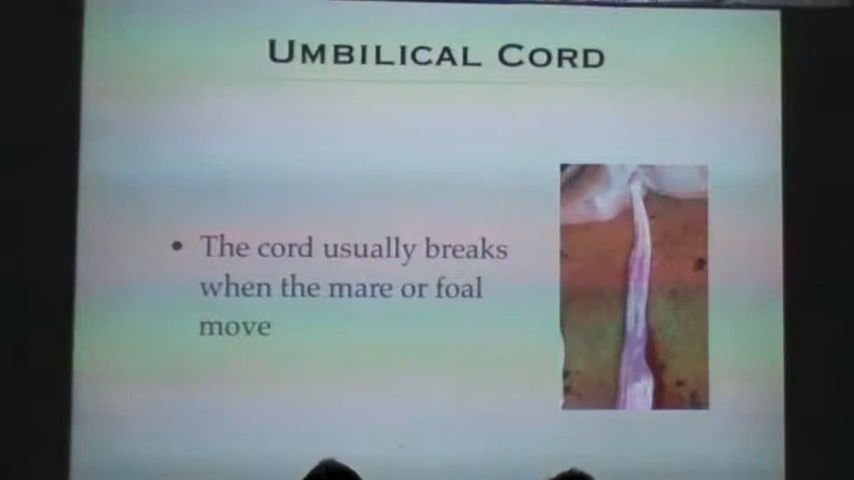 Umbilical Cord
• The cord usually breaks
when the mare or foal
move